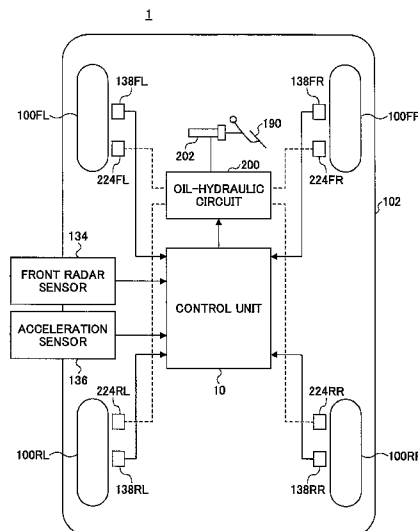 1
138FL
138FR
190
100FL
100FR
202
200
224FL
224FR
OIL-HYDRAULIC
CIRCUIT
102
134
FRONT RADAR
SENSOR
CONTROL UNIT
ACCELERATION
SENSOR
136
224RL
10
224RR
100RL
100RR
138RL
138RR